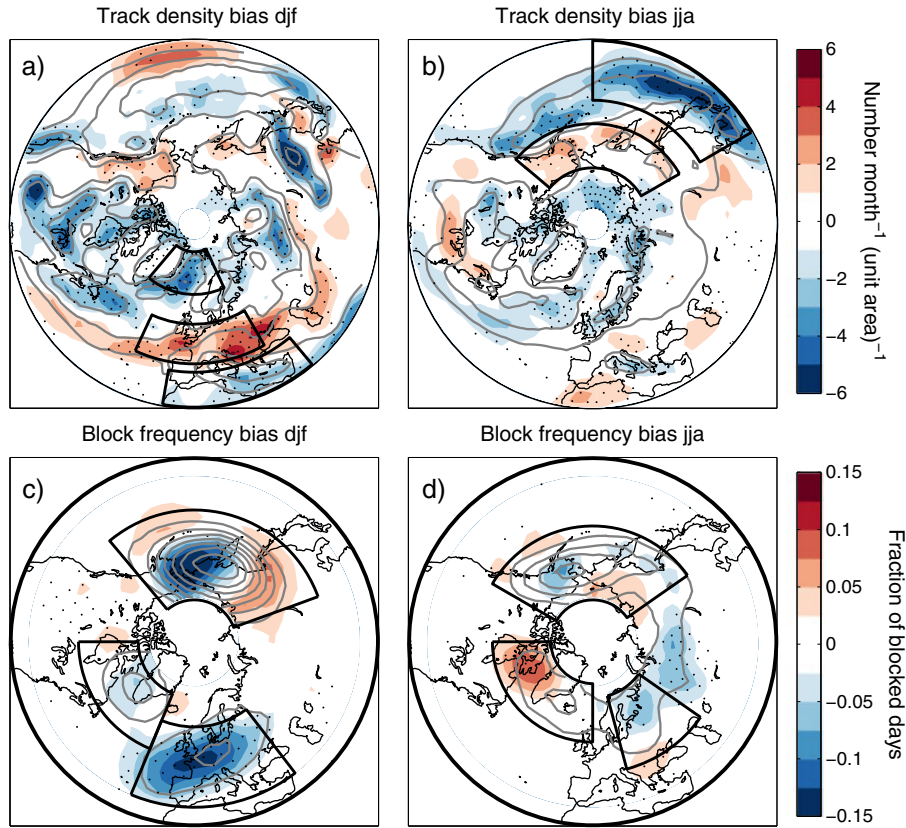 Track density bias djf
Track density bias jja
a)
b)
6
4
2
0
−2
−4
−6
Number month⁻¹ (unit area)⁻¹
Block frequency bias djf
Block frequency bias jja
c)
d)
0.15
0.1
0.05
0
−0.05
−0.1
−0.15
Fraction of blocked days